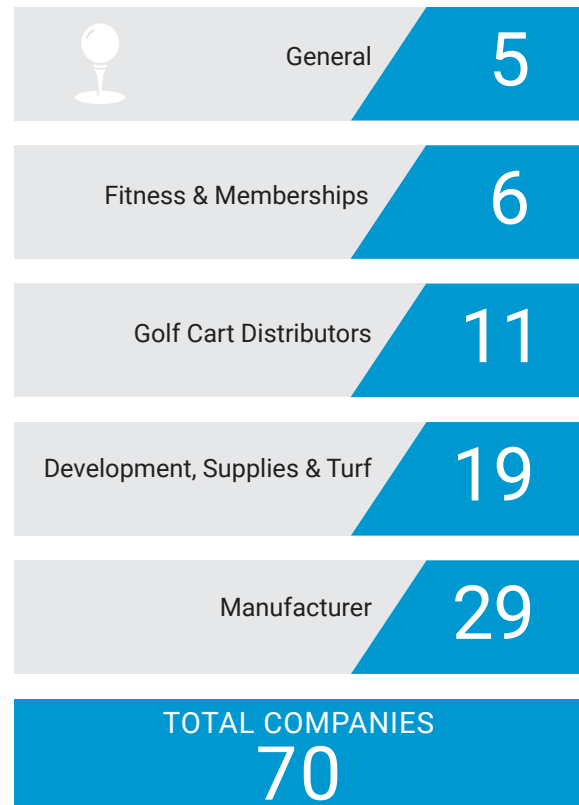 General
5
Fitness & Memberships
6
Golf Cart Distributors
11
Development, Supplies & Turf
19
Manufacturer
29
TOTAL COMPANIES
70